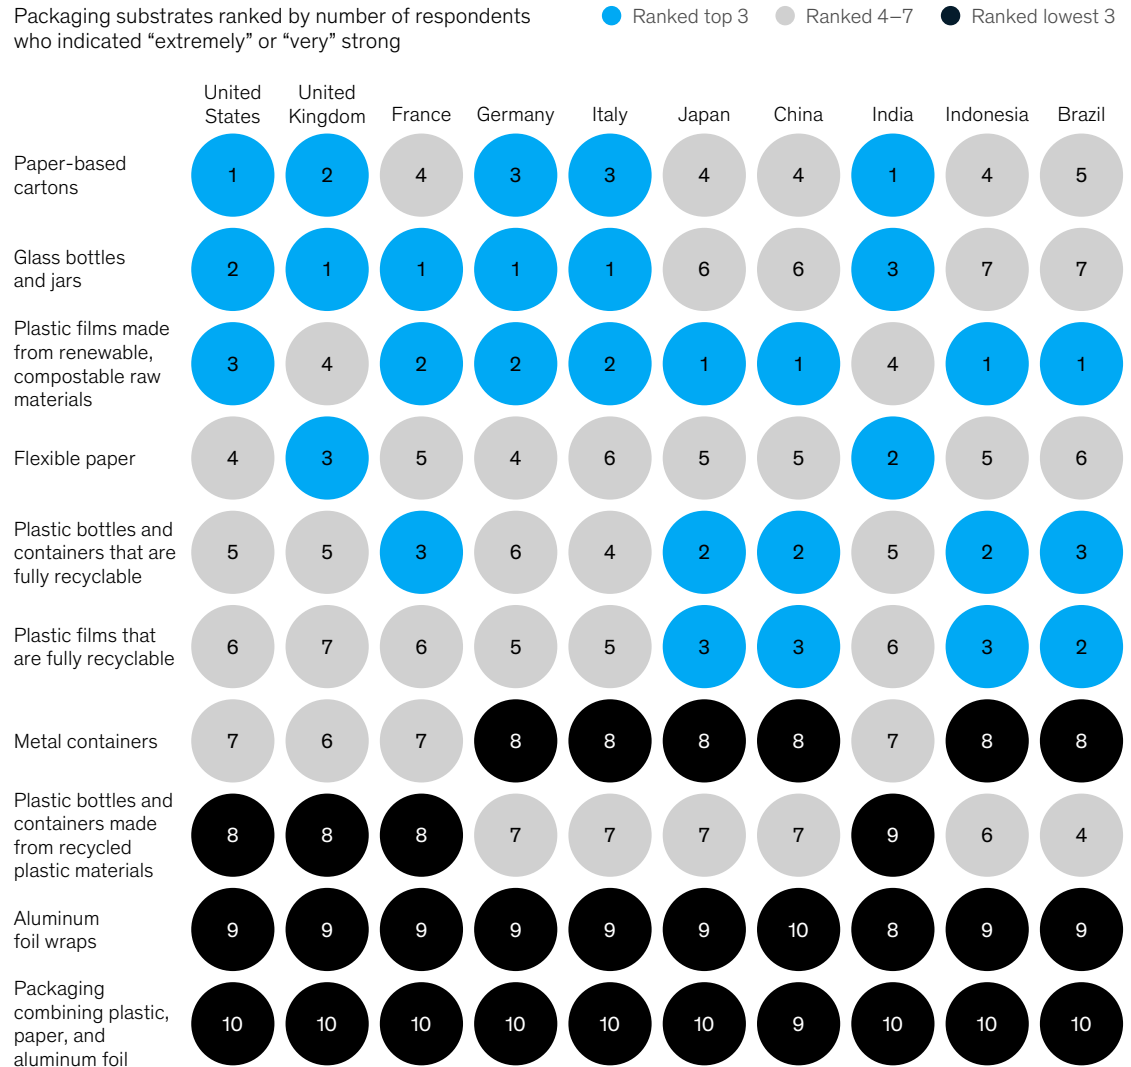 Packaging substrates ranked by number of respondents
who indicated “extremely” or “very” strong
Ranked top 3 Ranked 4–7 Ranked lowest 3
United States United Kingdom France Germany Italy Japan China India Indonesia Brazil
Paper-based
cartons
1 2 4 3 3 4 4 1 4 5
Glass bottles
and jars
2 1 1 1 1 6 6 3 7 7
Plastic films made
from renewable,
compostable raw
materials
3 4 2 2 2 1 1 4 1 1
Flexible paper
4 3 5 4 6 5 5 2 5 6
Plastic bottles and
containers that are
fully recyclable
5 5 3 6 4 2 2 5 2 3
Plastic films that
are fully recyclable
6 7 6 5 5 3 3 6 3 2
Metal containers
7 6 7 8 8 8 8 7 8 8
Plastic bottles and
containers made
from recycled
plastic materials
8 8 8 7 7 7 7 9 6 4
Aluminum
foil wraps
9 9 9 9 9 9 10 8 9 9
Packaging
combining plastic,
paper, and
aluminum foil
10 10 10 10 10 10 9 10 10 10